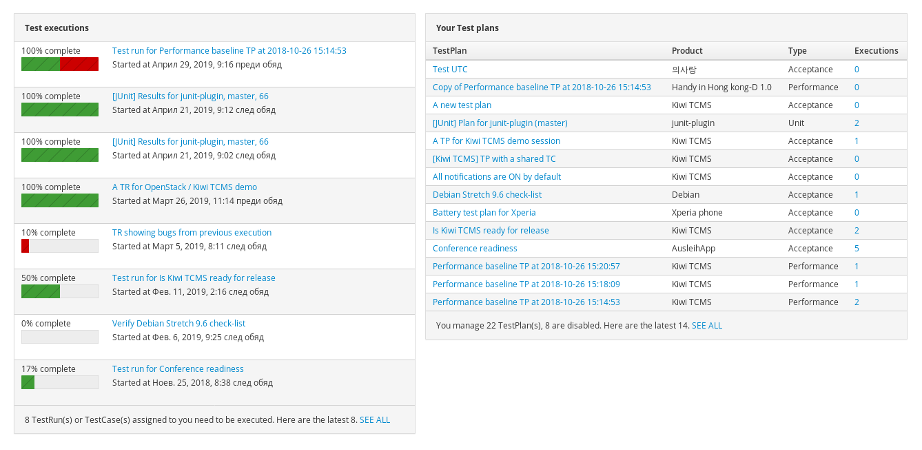 Test executions
100% complete
Test run for Performance baseline TP at 2018-10-26 15:14:53
Started at Април 29, 2019, 9:16 преди обяд
100% complete
[JUnit] Results for junit-plugin, master, 66
Started at Април 21, 2019, 9:12 след обяд
100% complete
[JUnit] Results for junit-plugin, master, 66
Started at Април 21, 2019, 9:02 след обяд
100% complete
A TR for OpenStack / Kiwi TCMS demo
Started at Март 26, 2019, 11:14 преди обяд
10% complete
TR showing bugs from previous execution
Started at Март 5, 2019, 8:11 след обяд
50% complete
Test run for Is Kiwi TCMS ready for release
Started at Фев. 11, 2019, 2:16 след обяд
0% complete
Verify Debian Stretch 9.6 check-list
Started at Фев. 6, 2019, 9:25 след обяд
17% complete
Test run for Conference readiness
Started at Ноев. 25, 2018, 8:38 след обяд
8 TestRun(s) or TestCase(s) assigned to you need to be executed. Here are the latest 8. SEE ALL
Your Test plans
TestPlan Product Type Executions
Test UTC 의사랑 Acceptance 0
Copy of Performance baseline TP at 2018-10-26 15:14:53 Handy in Hong kong-D 1.0 Performance 0
A new test plan Kiwi TCMS Acceptance 0
[JUnit] Plan for junit-plugin (master) junit-plugin Unit 2
A TP for Kiwi TCMS demo session Kiwi TCMS Acceptance 1
[Kiwi TCMS] TP with a shared TC Kiwi TCMS Acceptance 0
All notifications are ON by default Kiwi TCMS Acceptance 0
Debian Stretch 9.6 check-list Debian Acceptance 1
Battery test plan for Xperia Xperia phone Acceptance 0
Is Kiwi TCMS ready for release Kiwi TCMS Acceptance 2
Conference readiness AusleihApp Acceptance 5
Performance baseline TP at 2018-10-26 15:20:57 Kiwi TCMS Performance 1
Performance baseline TP at 2018-10-26 15:18:09 Kiwi TCMS Performance 1
Performance baseline TP at 2018-10-26 15:14:53 Kiwi TCMS Performance 2
You manage 22 TestPlan(s), 8 are disabled. Here are the latest 14. SEE ALL